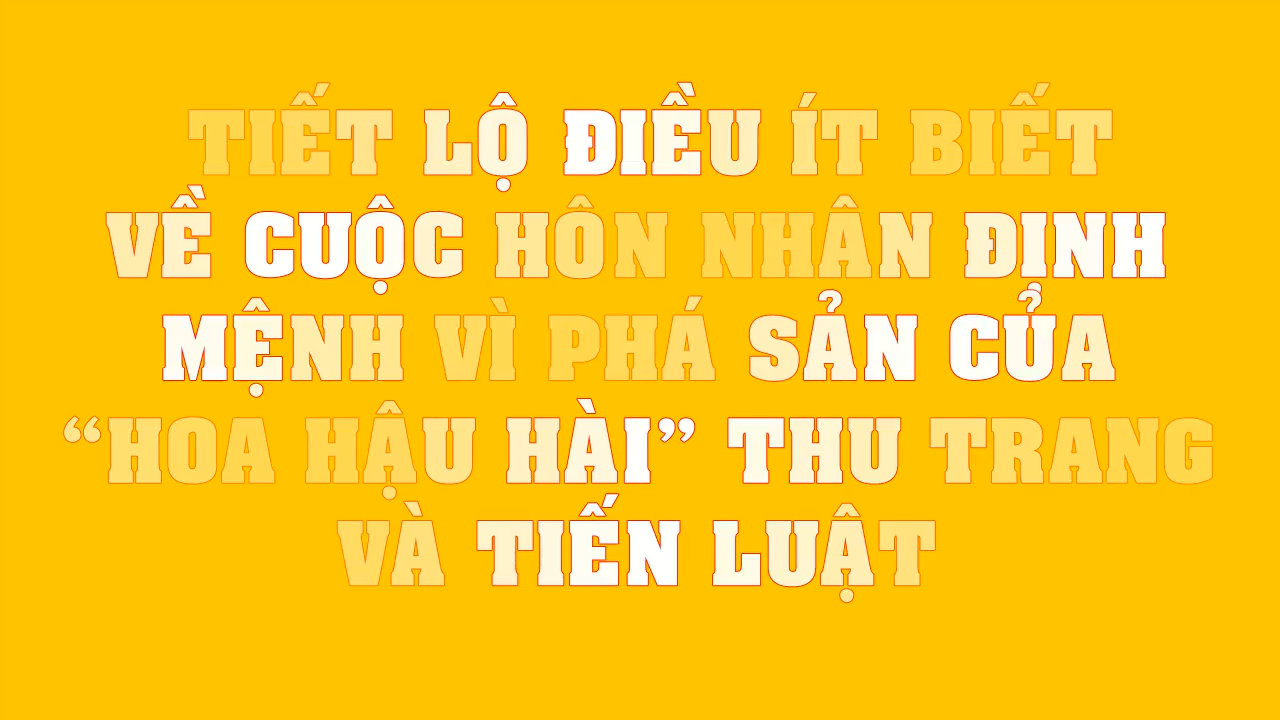 TIẾT LỘ ĐIỀU ÍT BIẾT
VỀ CUỘC HÔN NHÂN ĐỊNH
MỆNH VÌ PHÁ SẢN CỦA
“HOA HẬU HÀI” THU TRANG
VÀ TIẾN LUẬT